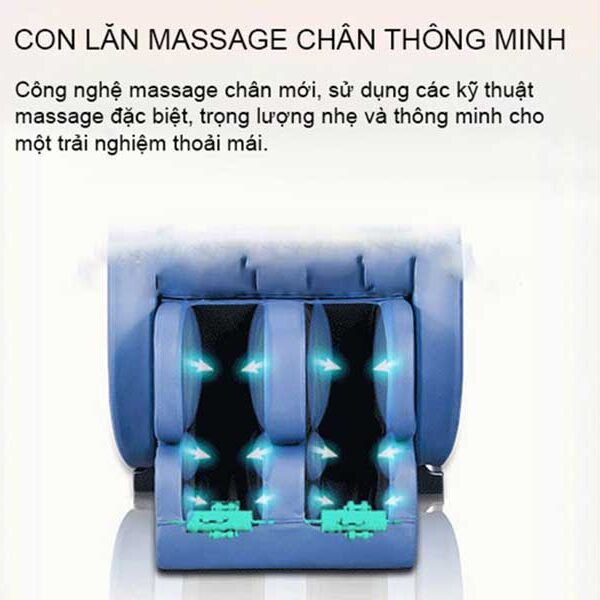 CON LĂN MASSAGE CHÂN THÔNG MINH
Công nghệ massage chân mới, sử dụng các kỹ thuật
massage đặc biệt, trọng lượng nhẹ và thông minh cho
một trải nghiệm thoải mái.